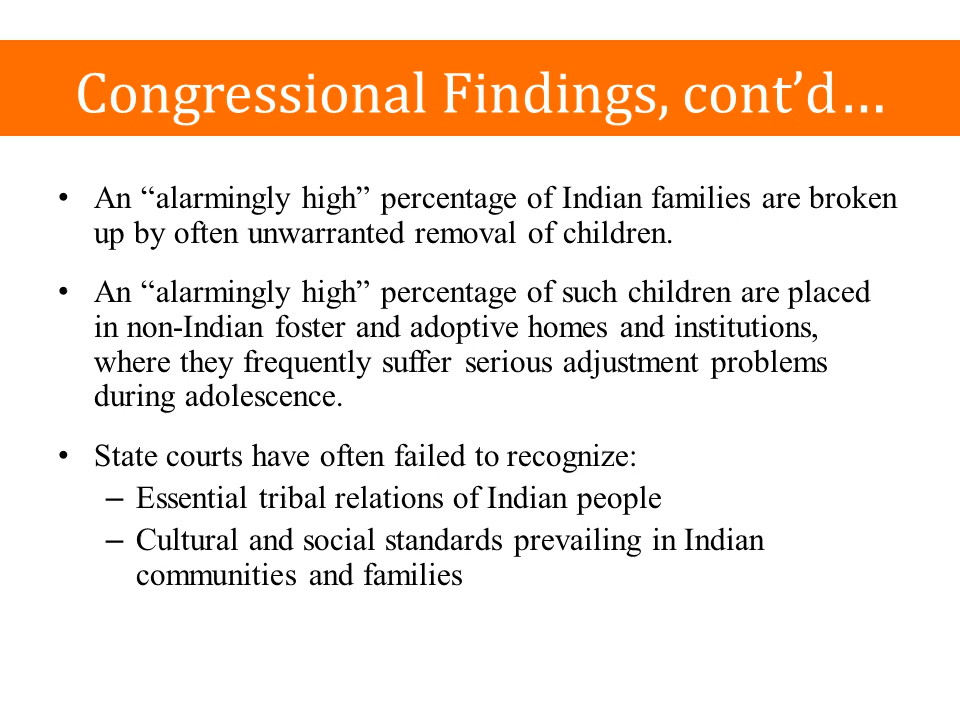 Congressional Findings, cont’d…
• An “alarmingly high” percentage of Indian families are broken
up by often unwarranted removal of children.
• An “alarmingly high” percentage of such children are placed
in non-Indian foster and adoptive homes and institutions,
where they frequently suffer serious adjustment problems
during adolescence.
• State courts have often failed to recognize:
– Essential tribal relations of Indian people
– Cultural and social standards prevailing in Indian
communities and families